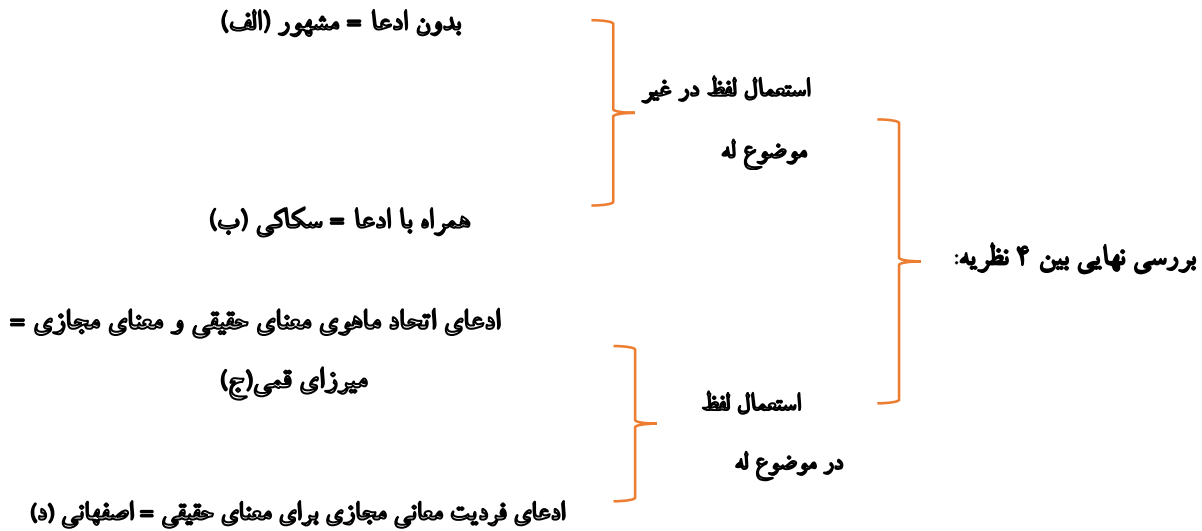 بررسی نهایی بین ۴ نظریه:
استعمال لفظ در غیر
موضوع له
بدون ادعا = مشهور (الف)
همراه با ادعا = سکاکی (ب)
استعمال لفظ
در موضوع له
ادعای اتحاد ماهوی معنای حقیقی و معنای مجازی =
میرزای قمی(ج)
ادعای فردیت معانی مجازی برای معنای حقیقی = اصفهانی (د)